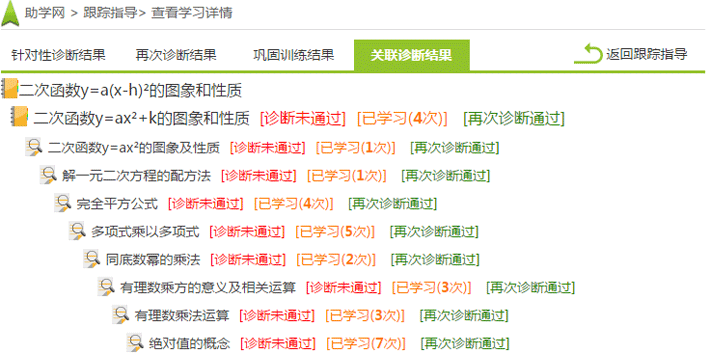 助学网 > 跟踪指导> 查看学习详情
针对性诊断结果 再次诊断结果 巩固训练结果 关联诊断结果 返回跟踪指导
二次函数y=a(x-h)²的图象和性质
二次函数y=ax²+k的图象和性质 [诊断未通过] [已学习(4次)] [再次诊断通过]
二次函数y=ax²的图象及性质 [诊断未通过] [已学习(1次)] [再次诊断通过]
解一元二次方程的配方法 [诊断未通过] [已学习(1次)] [再次诊断通过]
完全平方公式 [诊断未通过] [已学习(4次)] [再次诊断通过]
多项式乘以多项式 [诊断未通过] [已学习(5次)] [再次诊断通过]
同底数幂的乘法 [诊断未通过] [已学习(2次)] [再次诊断通过]
有理数乘方的意义及相关运算 [诊断未通过] [已学习(3次)] [再次诊断通过]
有理数乘法运算 [诊断未通过] [已学习(3次)] [再次诊断通过]
绝对值的概念 [诊断未通过] [已学习(7次)] [再次诊断通过]